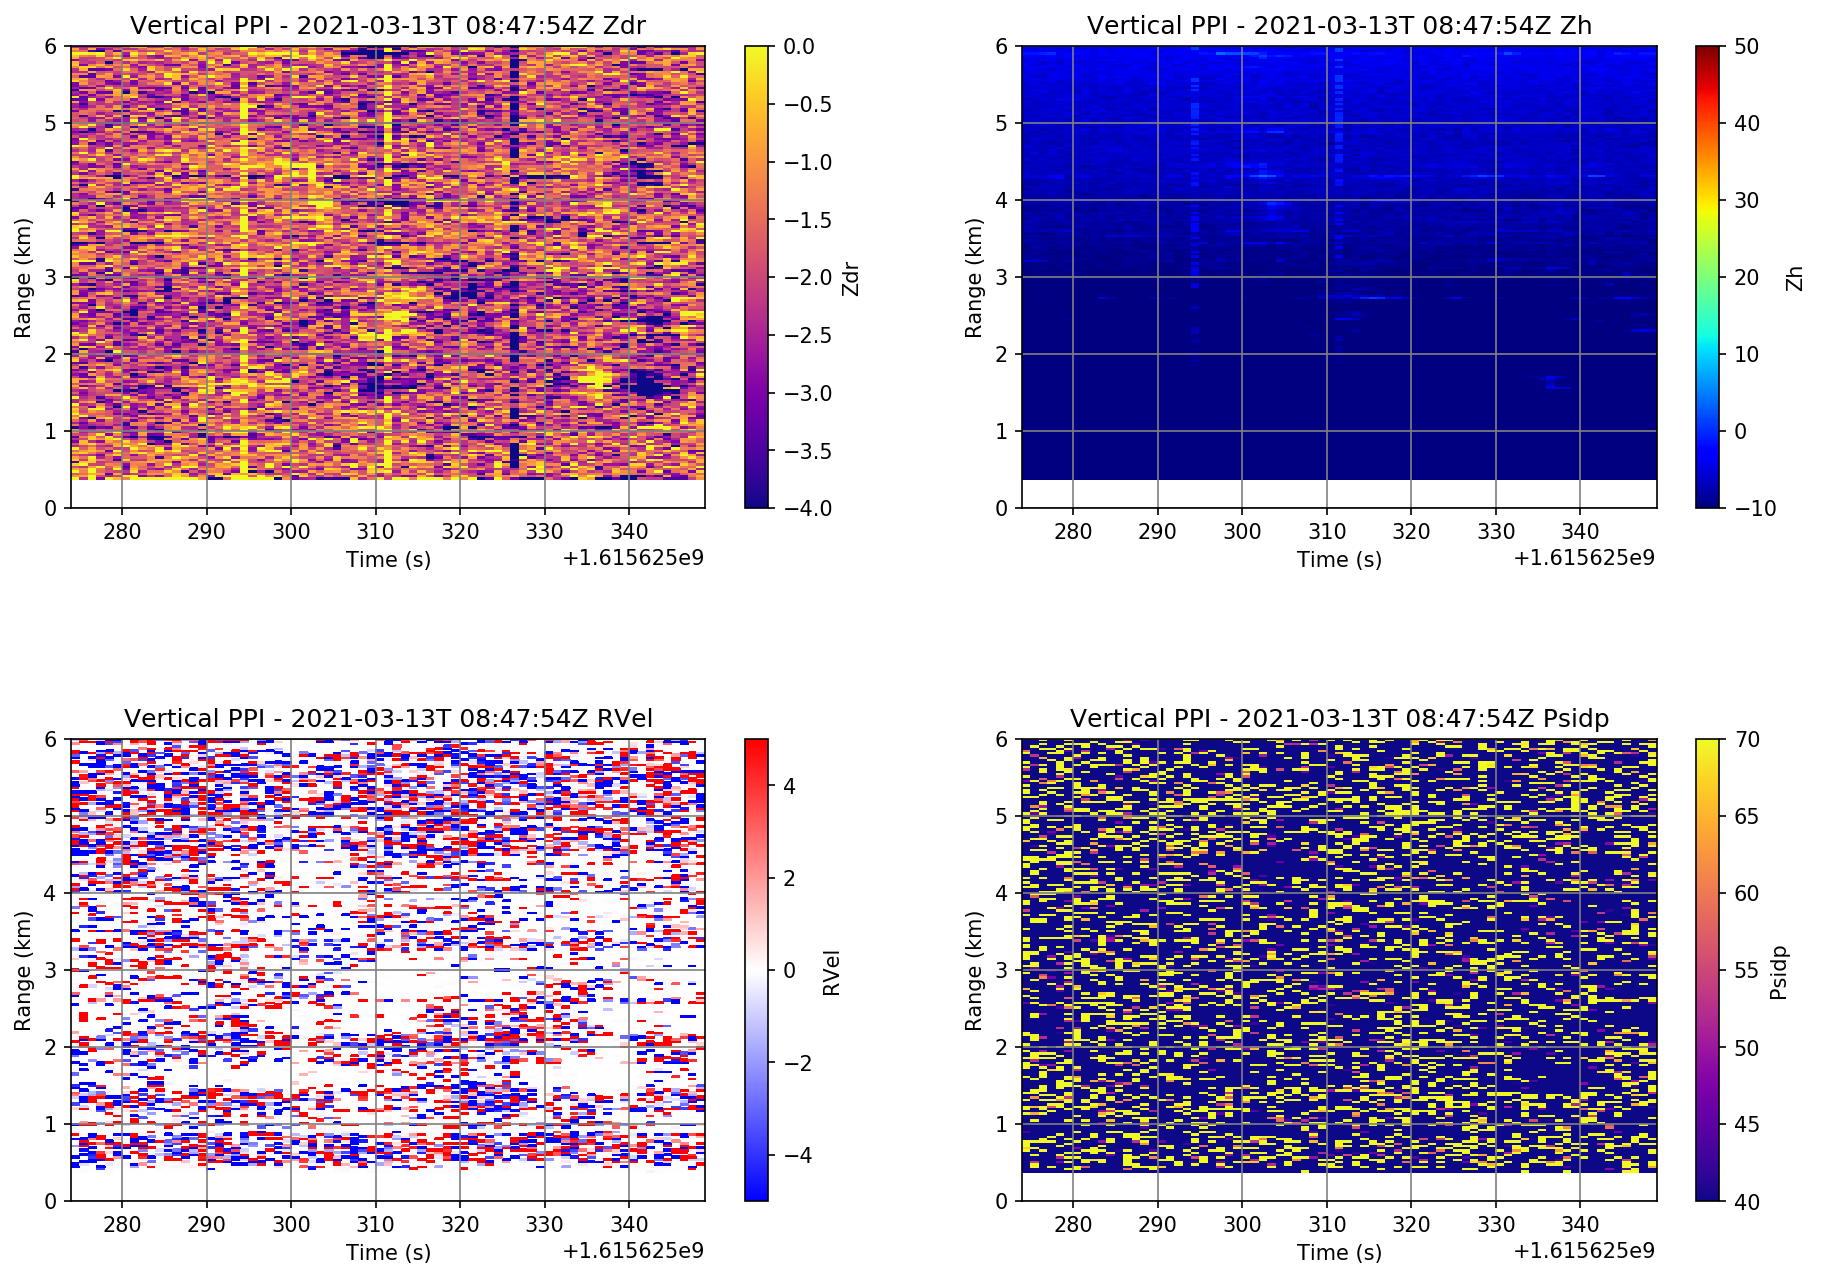 Vertical PPI - 2021-03-13T 08:47:54Z Zdr
6
5
4
3
2
1
0
Range (km)
280 290 300 310 320 330 340
Time (s)
+1.615625e9
0.0
−0.5
−1.0
−1.5
−2.0
−2.5
−3.0
−3.5
−4.0
Zdr
Vertical PPI - 2021-03-13T 08:47:54Z Zh
6
5
4
3
2
1
0
Range (km)
280 290 300 310 320 330 340
Time (s)
+1.615625e9
50
40
30
20
10
0
−10
Zh
Vertical PPI - 2021-03-13T 08:47:54Z RVel
6
5
4
3
2
1
0
Range (km)
280 290 300 310 320 330 340
Time (s)
+1.615625e9
4
2
0
−2
−4
RVel
Vertical PPI - 2021-03-13T 08:47:54Z Psidp
6
5
4
3
2
1
0
Range (km)
280 290 300 310 320 330 340
Time (s)
+1.615625e9
70
65
60
55
50
45
40
Psidp